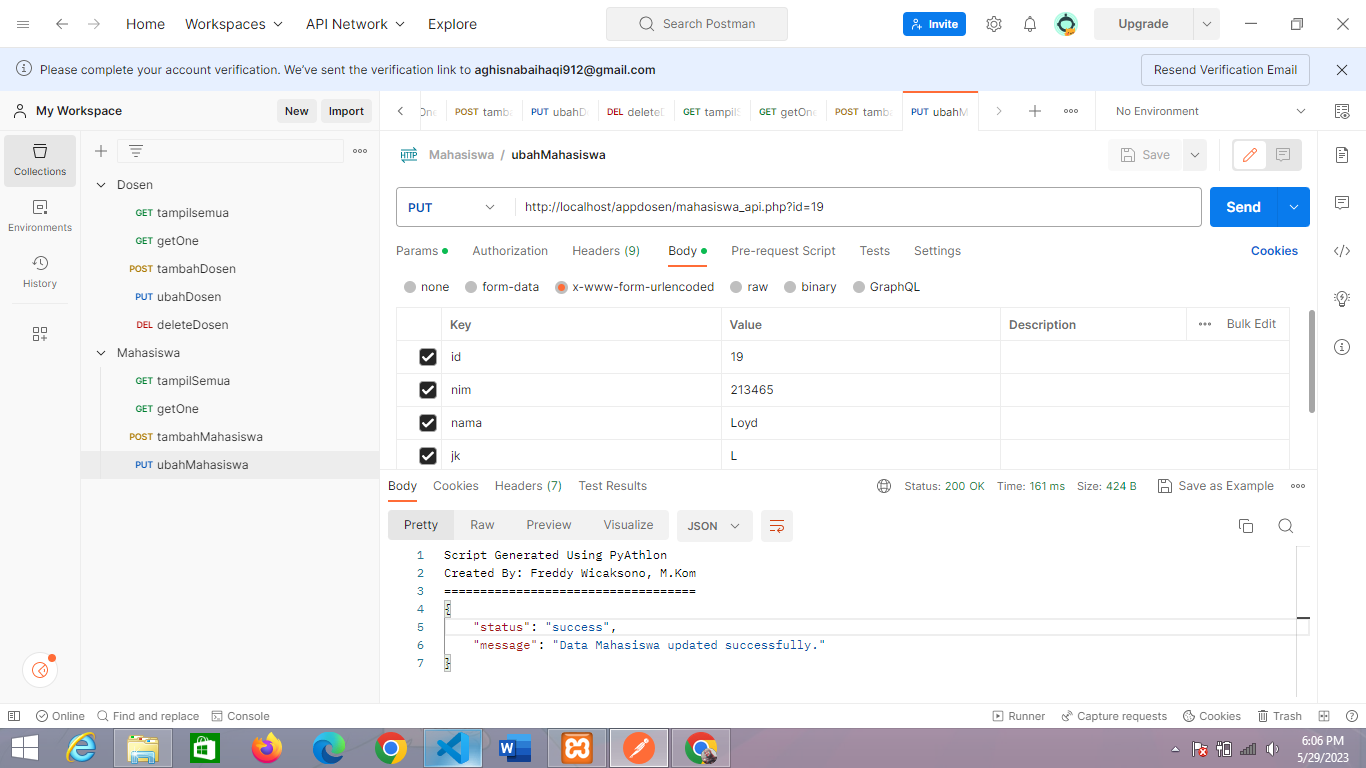 Home Workspaces API Network Explore Search Postman Invite Upgrade
Please complete your account verification. We've sent the verification link to aghisnabaihaqi912@gmail.com Resend Verification Email
My Workspace New Import
POST tamb PUT ubahD DEL delete GET tampilS GET getOne POST tamb PUT ubahM No Environment
Collections
Environments
History
Dosen
GET tampilsemua
GET getOne
POST tambahDosen
PUT ubahDosen
DEL deleteDosen
Mahasiswa
GET tampilSemua
GET getOne
POST tambahMahasiswa
PUT ubahMahasiswa
HTTP Mahasiswa / ubahMahasiswa Save
PUT http://localhost/appdosen/mahasiswa_api.php?id=19 Send
Params Authorization Headers (9) Body Pre-request Script Tests Settings Cookies
none form-data x-www-form-urlencoded raw binary GraphQL
Key Value Description Bulk Edit
id 19
nim 213465
nama Loyd
jk L
Body Cookies Headers (7) Test Results Status: 200 OK Time: 161 ms Size: 424 B Save as Example
Pretty Raw Preview Visualize JSON
1 Script Generated Using PyAthlon
2 Created By: Freddy Wicaksono, M.Kom
3 ===================================
4 {
5 "status": "success",
6 "message": "Data Mahasiswa updated successfully."
7 }
Online Find and replace Console Runner Capture requests Cookies Trash
6:06 PM
5/29/2023